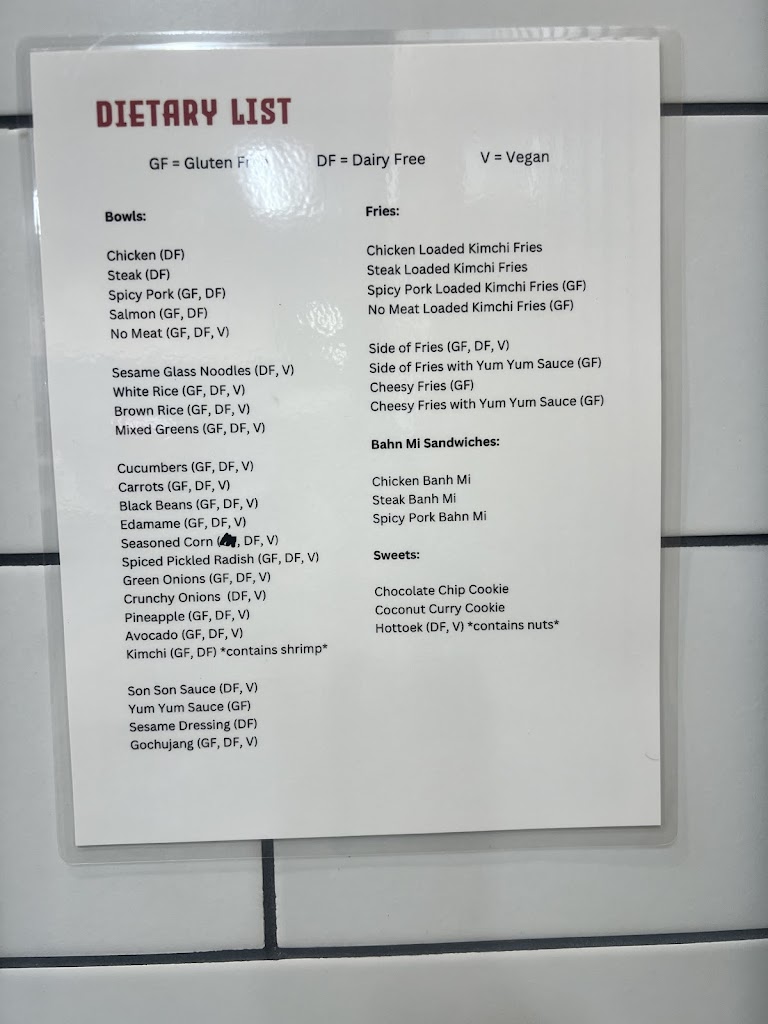 DIETARY LIST
GF = Gluten DF = Dairy Free V = Vegan
Bowls:
Chicken (DF)
Steak (DF)
Spicy Pork (GF, DF)
Salmon (GF, DF)
No Meat (GF, DF, V)
Sesame Glass Noodles (DF, V)
White Rice (GF, DF, V)
Brown Rice (GF, DF, V)
Mixed Greens (GF, DF, V)
Cucumbers (GF, DF, V)
Carrots (GF, DF, V)
Black Beans (GF, DF, V)
Edamame (GF, DF, V)
Seasoned Corn ( , DF, V)
Spiced Pickled Radish (GF, DF, V)
Green Onions (GF, DF, V)
Crunchy Onions (DF, V)
Pineapple (GF, DF, V)
Avocado (GF, DF, V)
Kimchi (GF, DF) *contains shrimp*
Son Son Sauce (DF, V)
Yum Yum Sauce (GF)
Sesame Dressing (DF)
Gochujang (GF, DF, V)
Fries:
Chicken Loaded Kimchi Fries
Steak Loaded Kimchi Fries
Spicy Pork Loaded Kimchi Fries (GF)
No Meat Loaded Kimchi Fries (GF)
Side of Fries (GF, DF, V)
Side of Fries with Yum Yum Sauce (GF)
Cheesy Fries (GF)
Cheesy Fries with Yum Yum Sauce (GF)
Bahn Mi Sandwiches:
Chicken Banh Mi
Steak Banh Mi
Spicy Pork Bahn Mi
Sweets:
Chocolate Chip Cookie
Coconut Curry Cookie
Hottoek (DF, V) *contains nuts*